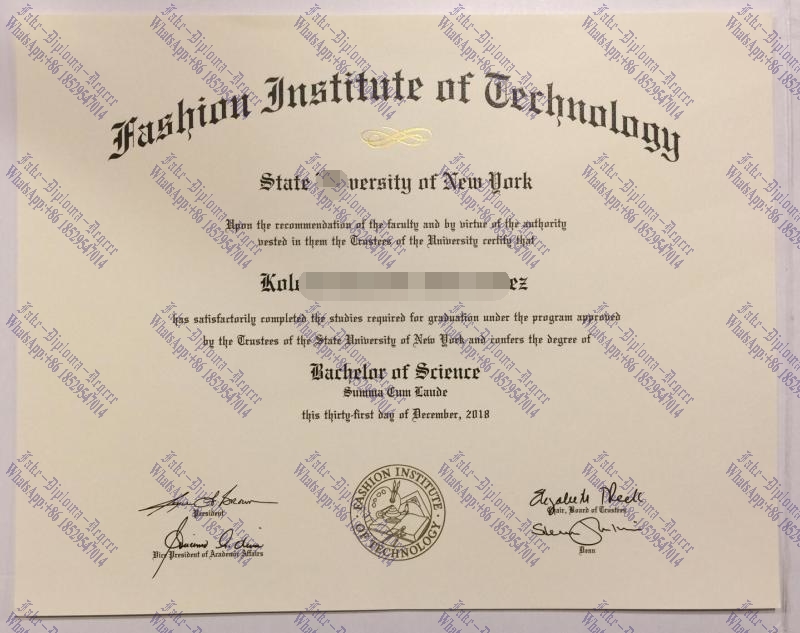 Fashion Institute of Technology
State versity of New York
Upon the recommendation of the faculty and by virtue of the authority
vested in them the Trustees of the University certify that
Kol ez
has satisfactorily completed the studies required for graduation under the program approved
by the Trustees of the State University of New York and confers the degree of
Bachelor of Science
Summa Cum Laude
this thirty-first day of December, 2018
President
Vice President of Academic Affairs
FASHION INSTITUTE
OF TECHNOLOGY
Chair, Board of Trustees
Dean
Fake-Diploma-Degree
WhatsApp:+86 18529547014